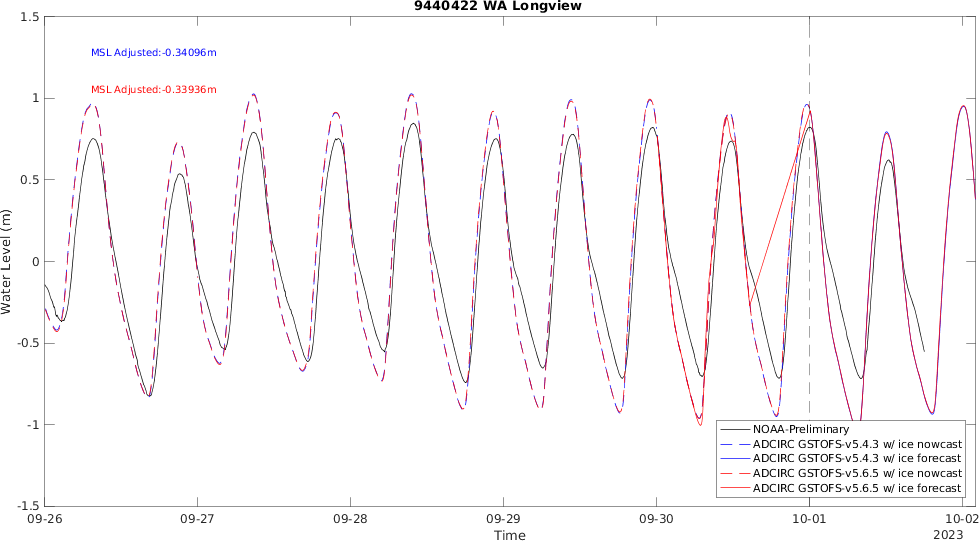 9440422 WA Longview
MSL Adjusted:-0.34096m
MSL Adjusted:-0.33936m
Water Level (m)
1.5
1
0.5
0
-0.5
-1
-1.5
NOAA-Preliminary
ADCIRC GSTOFS-v5.4.3 w/ ice nowcast
ADCIRC GSTOFS-v5.4.3 w/ ice forecast
ADCIRC GSTOFS-v5.6.5 w/ ice nowcast
ADCIRC GSTOFS-v5.6.5 w/ ice forecast
09-26 09-27 09-28 09-29 09-30 10-01 10-02
Time
2023